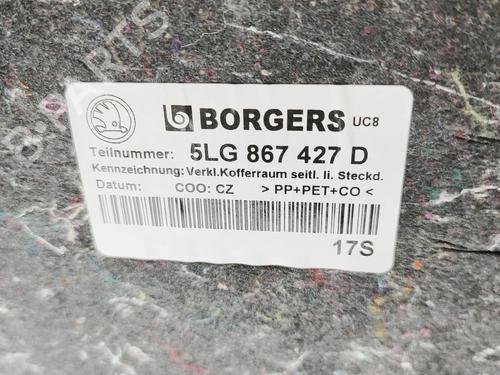 BORGERS UC8
Teilnummer: 5LG 867 427 D
Kennzeichnung: Verkl.Kofferraum seitl. li. Steckd.
Datum: COO: CZ > PP+PET+CO <
17S